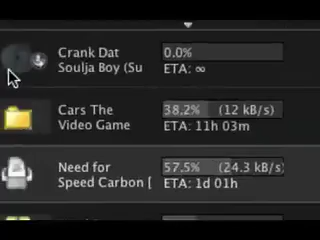 Crank Dat
Soulja Boy (Su
0.0%
ETA: ∞
Cars The
Video Game
38.2% (12 kB/s)
ETA: 11h 03m
Need for
Speed Carbon [
57.5% (24.3 kB/s)
ETA: 1d 01h